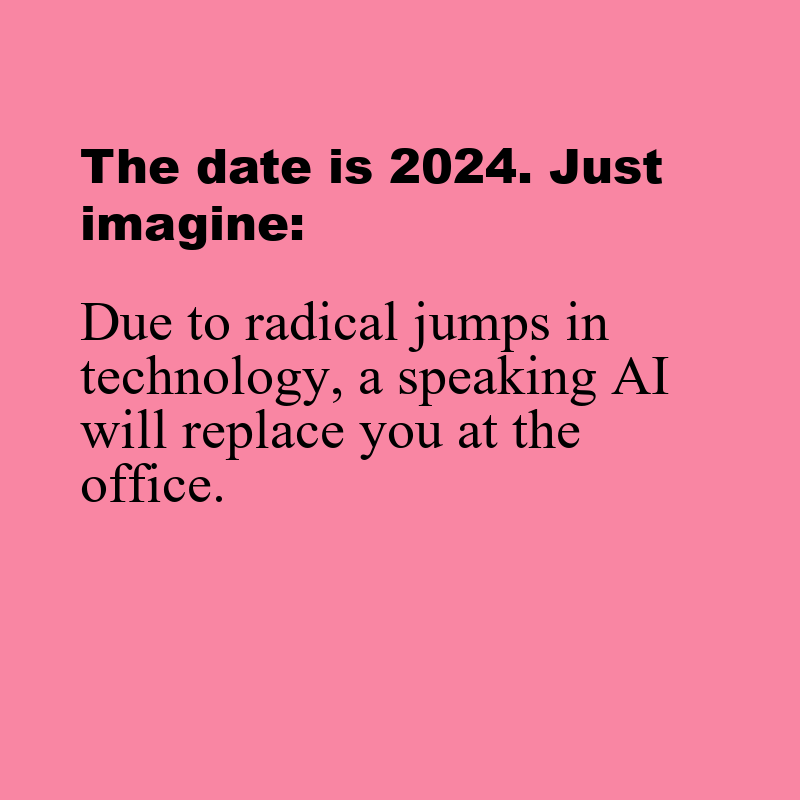 The date is 2024. Just
imagine:
Due to radical jumps in
technology, a speaking AI
will replace you at the
office.